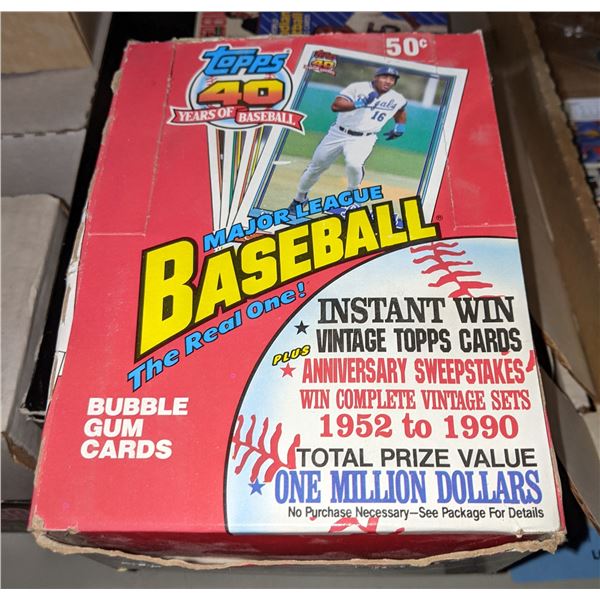 50¢
Topps
40
YEARS OF BASEBALL
40
Royals
16
MAJOR LEAGUE
BASEBALL®
The Real One!
BUBBLE
GUM
CARDS
INSTANT WIN
VINTAGE TOPPS CARDS
PLUS
ANNIVERSARY SWEEPSTAKES
WIN COMPLETE VINTAGE SETS
1952 to 1990
TOTAL PRIZE VALUE
ONE MILLION DOLLARS
No Purchase Necessary—See Package For Details